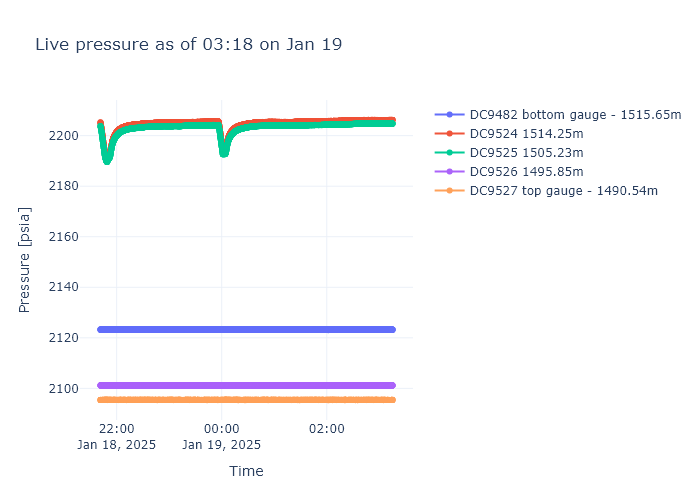 Live pressure as of 03:18 on Jan 19
DC9482 bottom gauge - 1515.65m
DC9524 1514.25m
DC9525 1505.23m
DC9526 1495.85m
DC9527 top gauge - 1490.54m
Pressure [psia]
2200
2180
2160
2140
2120
2100
22:00
Jan 18, 2025
00:00
Jan 19, 2025
02:00
Time